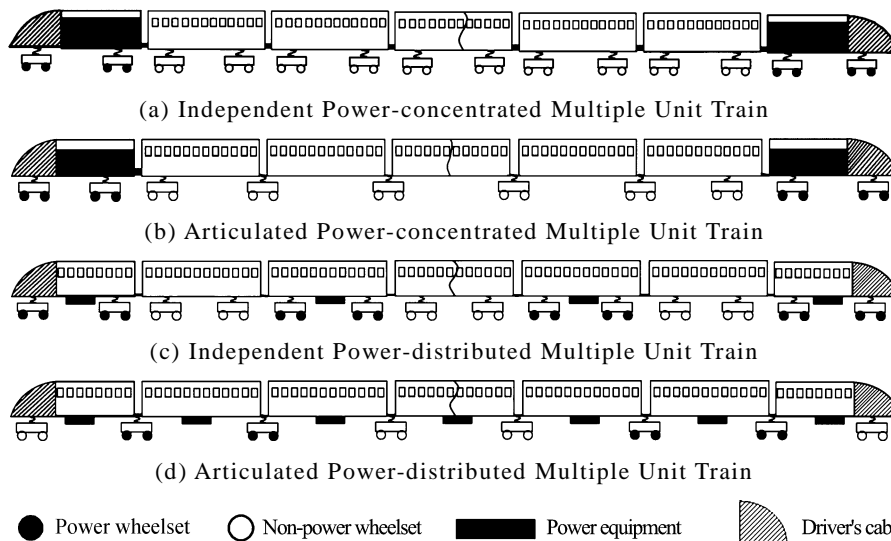 (a) Independent Power-concentrated Multiple Unit Train
(b) Articulated Power-concentrated Multiple Unit Train
(c) Independent Power-distributed Multiple Unit Train
(d) Articulated Power-distributed Multiple Unit Train
Power wheelset Non-power wheelset Power equipment Driver's cab